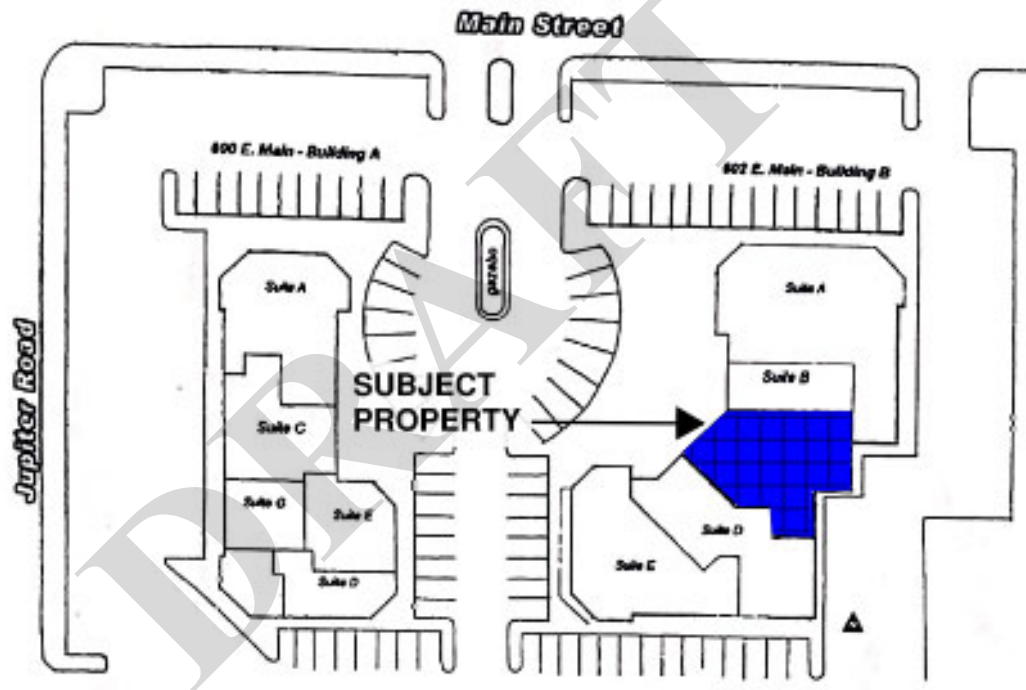 Main Street
600 E. Main - Building A
602 E. Main - Building B
gazebo
Suite A
Suite A
Jupiter Road
SUBJECT
PROPERTY
Suite B
Suite C
Suite G
Suite E
Suite D
Suite D
Suite E
DRAFT